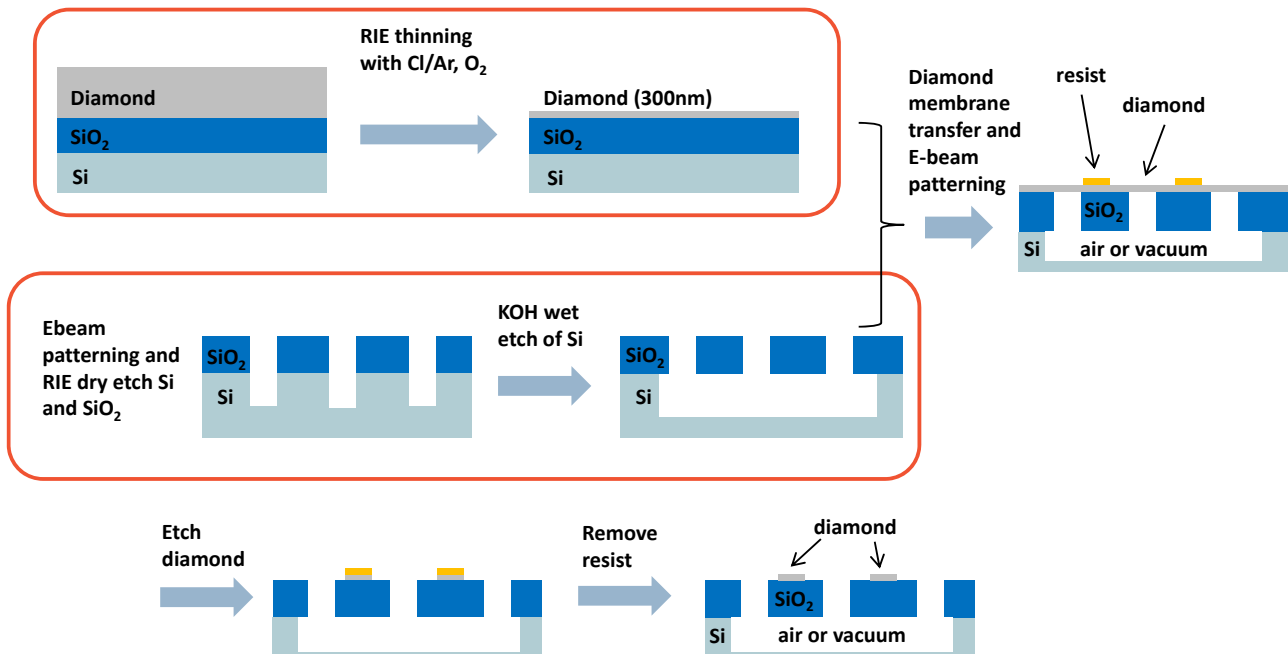 RIE thinning
with Cl/Ar, O₂
Diamond
SiO₂
Si
Diamond (300nm)
SiO₂
Si
Diamond
membrane
transfer and
E-beam
patterning
resist
diamond
SiO₂
Si
air or vacuum
Ebeam
patterning and
RIE dry etch Si
and SiO₂
SiO₂
Si
KOH wet
etch of Si
SiO₂
Si
Etch
diamond
Remove
resist
diamond
SiO₂
Si
air or vacuum